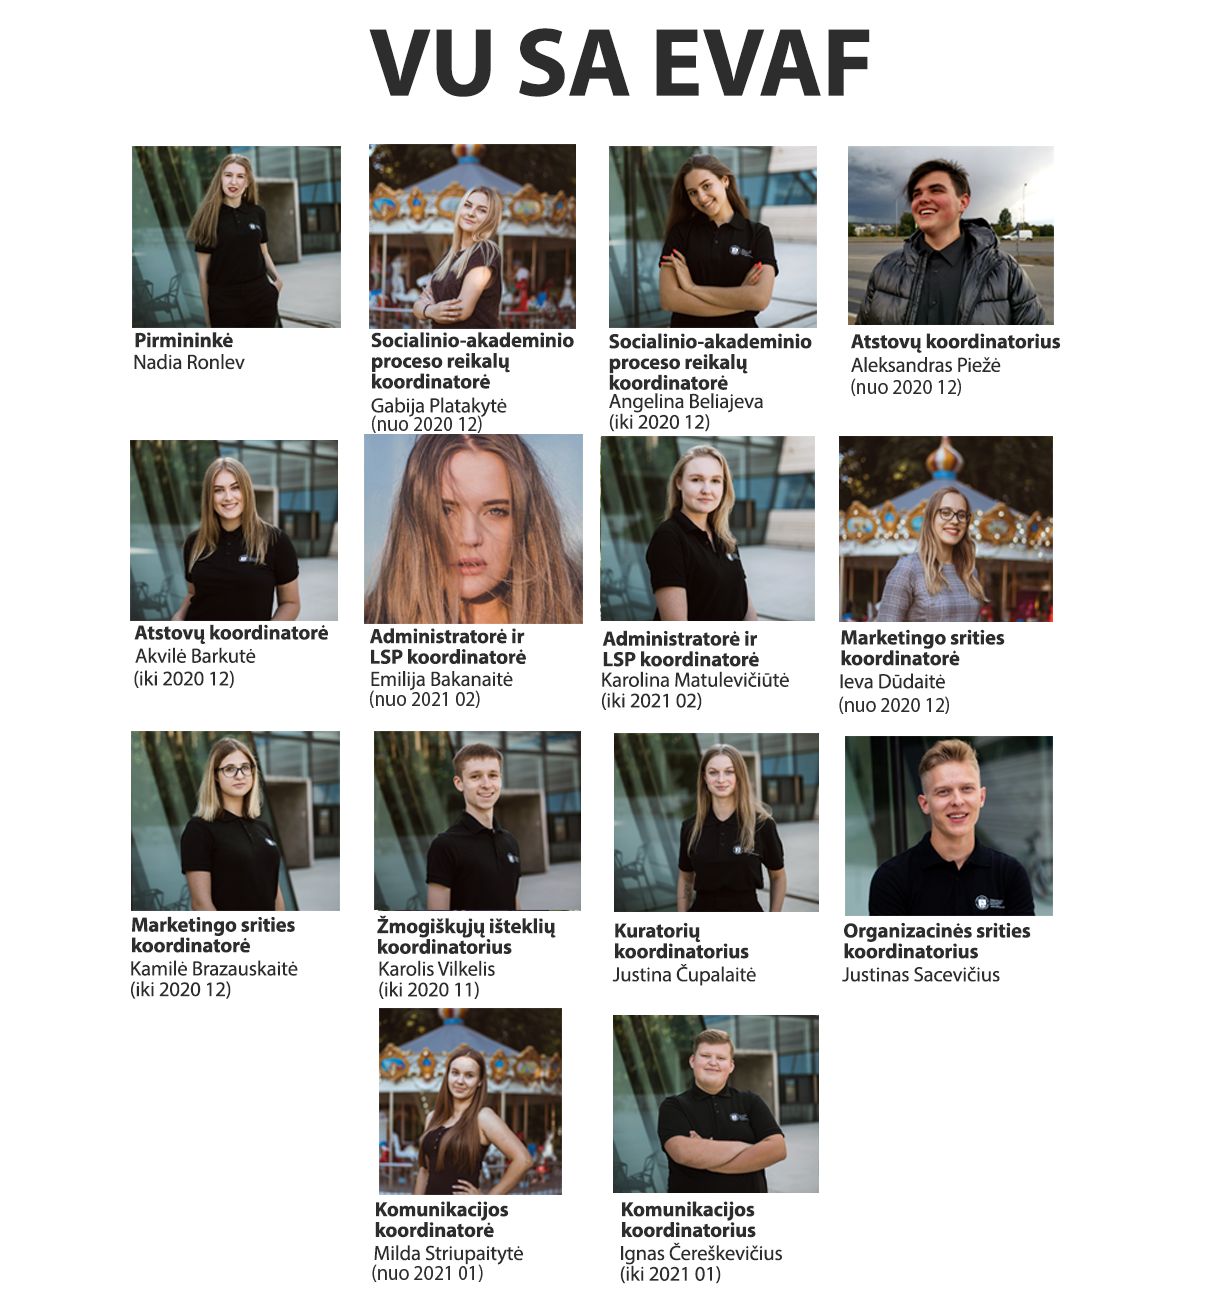 VU SA EVAF
Pirmininkė
Nadia Ronlev
Socialinio-akademinio
proceso reikalų
koordinatorė
Gabija Platakytė
(nuo 2020 12)
Socialinio-akademinio
proceso reikalų
koordinatorė
Angelina Beliajeva
(iki 2020 12)
Atstovų koordinatorius
Aleksandras Piežė
(nuo 2020 12)
Atstovų koordinatorė
Akvilė Barkutė
(iki 2020 12)
Administratorė ir
LSP koordinatorė
Emilija Bakanaitė
(nuo 2021 02)
Administratorė ir
LSP koordinatorė
Karolina Matulevičiūtė
(iki 2021 02)
Marketingo srities
koordinatorė
Ieva Dūdaitė
(nuo 2020 12)
Marketingo srities
koordinatorė
Kamilė Brazauskaitė
(iki 2020 12)
Žmogiškųjų išteklių
koordinatorius
Karolis Vilkelis
(iki 2020 11)
Kuratorių
koordinatorius
Justina Čupalaitė
Organizacinės srities
koordinatorius
Justinas Sacevičius
Komunikacijos
koordinatorė
Milda Striupaitytė
(nuo 2021 01)
Komunikacijos
koordinatorius
Ignas Čereškevičius
(iki 2021 01)